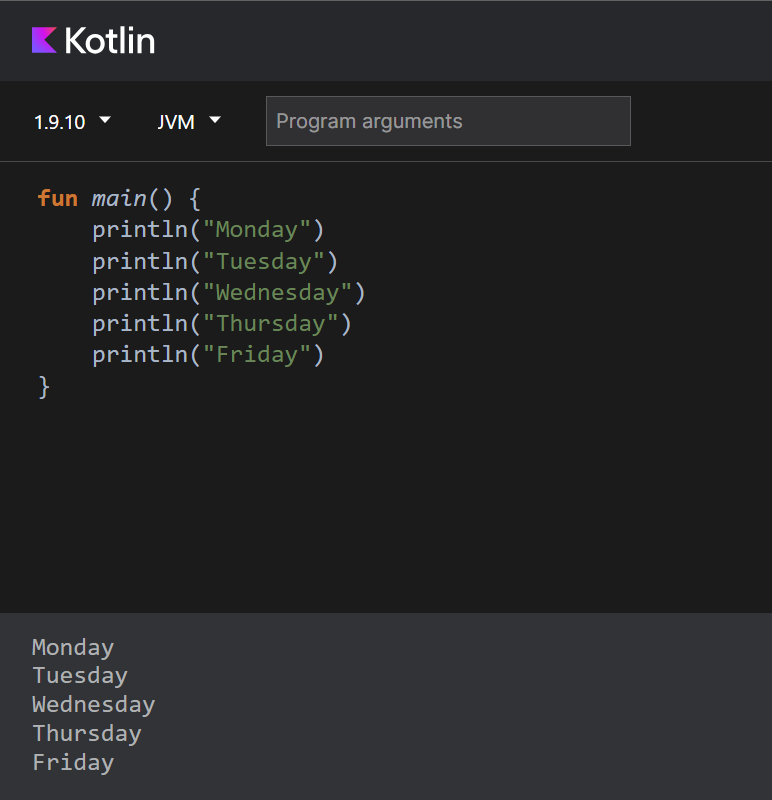 Kotlin
1.9.10 JVM Program arguments
fun main() {
    println("Monday")
    println("Tuesday")
    println("Wednesday")
    println("Thursday")
    println("Friday")
}
Monday
Tuesday
Wednesday
Thursday
Friday